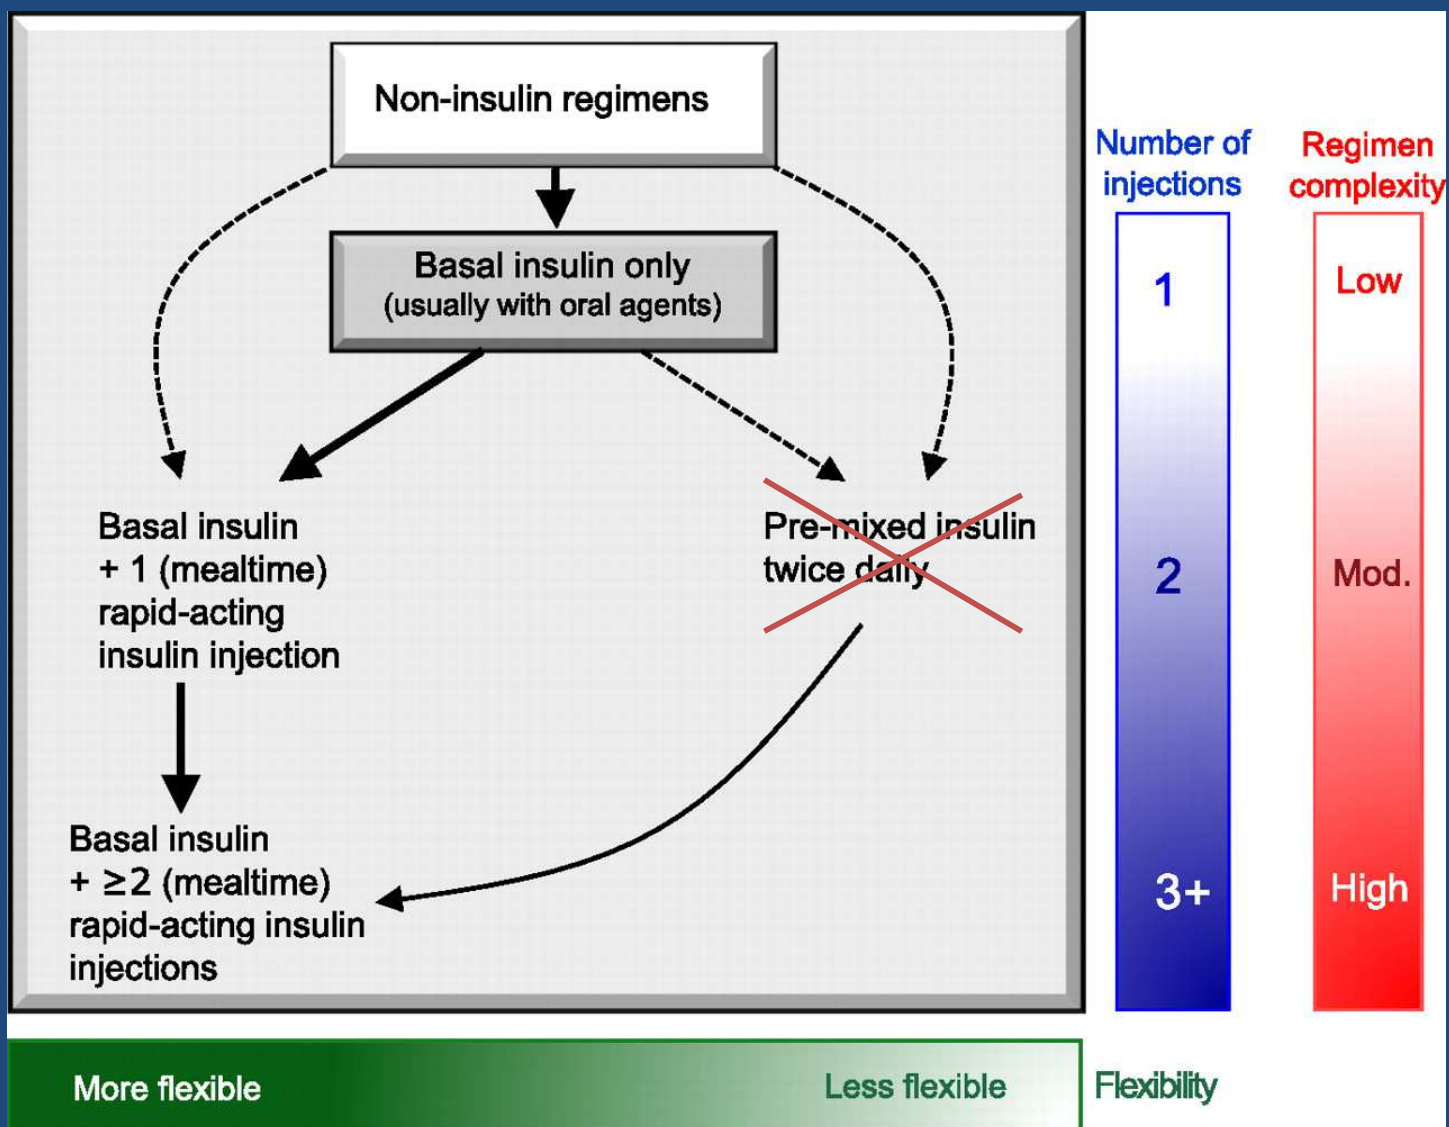 Non-insulin regimens
Number of
injections
Regimen
complexity
Basal insulin only
(usually with oral agents)
1
Low
Basal insulin
+ 1 (mealtime)
rapid-acting
insulin injection
Pre-mixed insulin
twice daily
2
Mod.
Basal insulin
+ ≥2 (mealtime)
rapid-acting insulin
injections
3+
High
More flexible
Less flexible
Flexibility